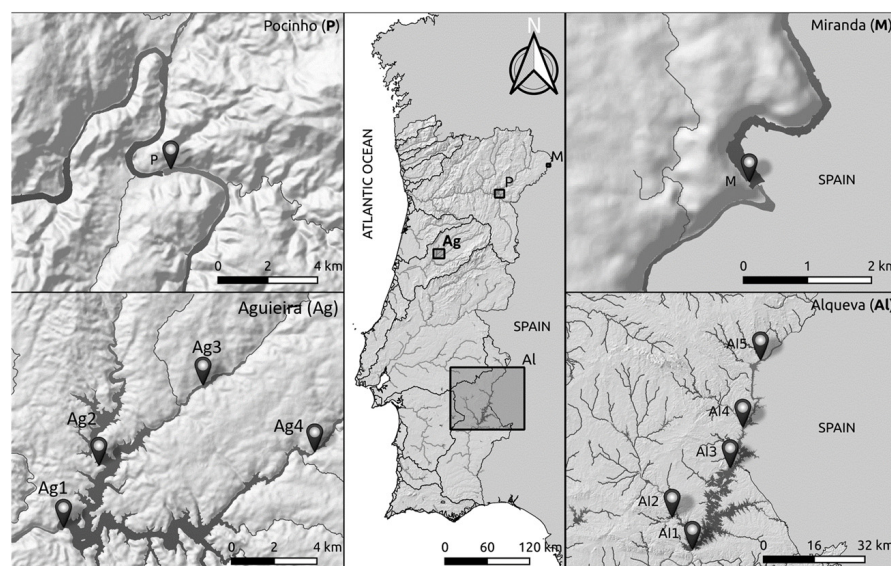 Pocinho (P)
P
0 2 4 km
N
ATLANTIC OCEAN
M
P
Ag
SPAIN
Al
0 60 120 km
Miranda (M)
M
SPAIN
0 1 2 km
Aguieira (Ag)
Ag3
Ag2
Ag4
Ag1
0 2 4 km
Alqueva (Al)
Al5
Al4
SPAIN
Al3
Al2
Al1
0 16 32 km